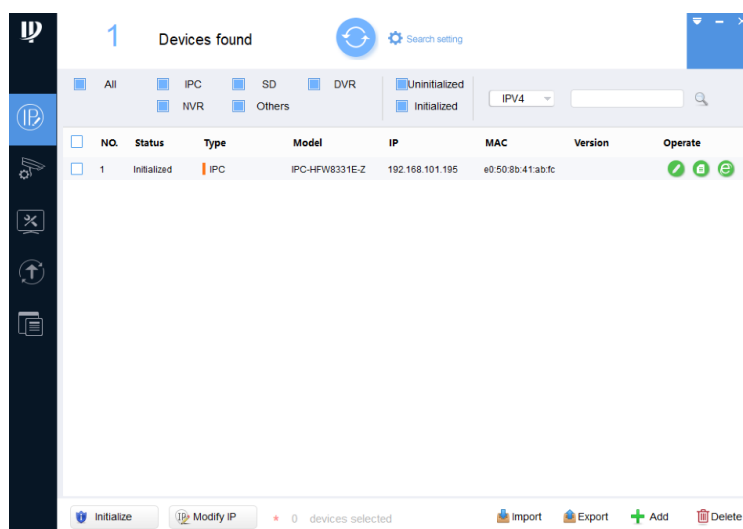 IP
1 Devices found Search setting
All IPC SD DVR Uninitialized
NVR Others Initialized IPV4
IP
NO. Status Type Model IP MAC Version Operate
1 Initialized IPC IPC-HFW8331E-Z 192.168.101.195 e0:50:8b:41:ab:fc
Initialize Modify IP * 0 devices selected Import Export Add Delete